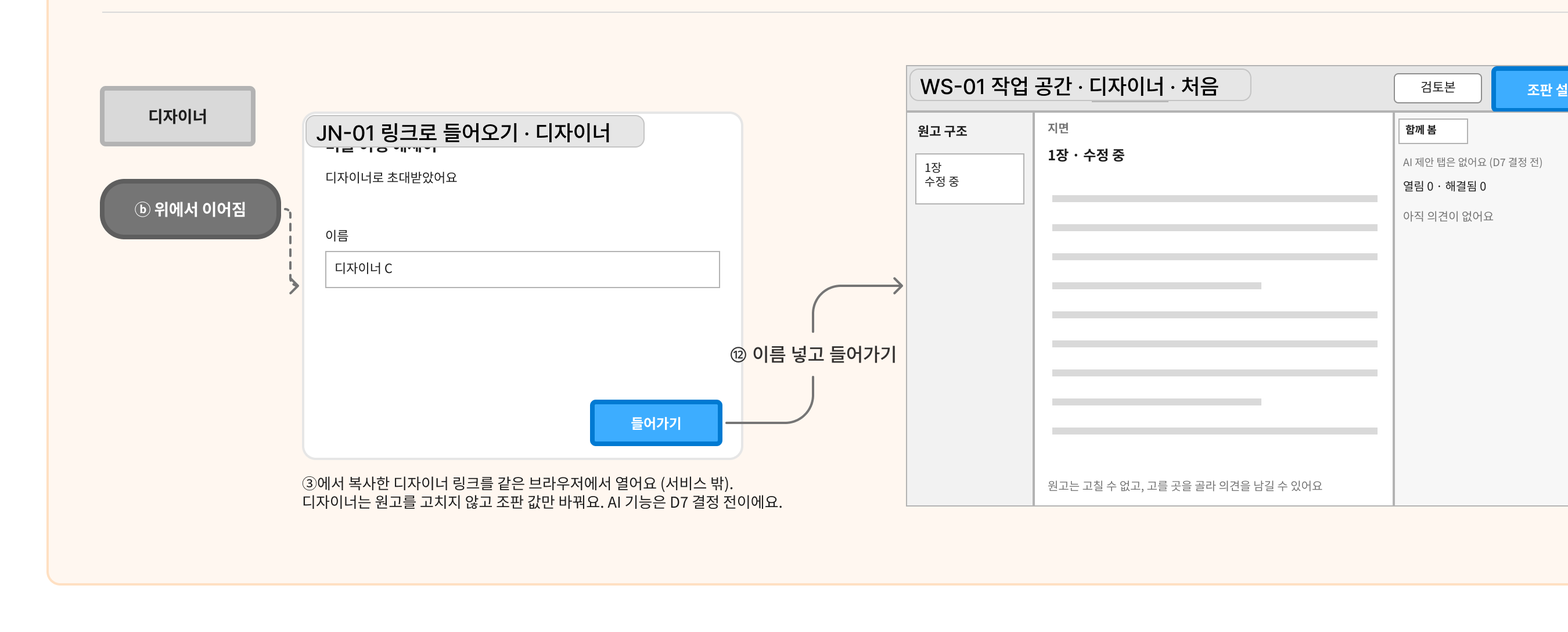 디자이너
ⓑ 위에서 이어짐
JN-01 링크로 들어오기 · 디자이너
디자이너로 초대받았어요
이름
디자이너 C
들어가기
③에서 복사한 디자이너 링크를 같은 브라우저에서 열어요 (서비스 밖).
디자이너는 원고를 고치지 않고 조판 값만 바꿔요. AI 기능은 D7 결정 전이에요.
⑫ 이름 넣고 들어가기
WS-01 작업 공간 · 디자이너 · 처음
검토본
조판 설
원고 구조
1장
수정 중
지면
1장 · 수정 중
원고는 고칠 수 없고, 고를 곳을 골라 의견을 남길 수 있어요
함께 봄
AI 제안 탭은 없어요 (D7 결정 전)
열림 0 · 해결됨 0
아직 의견이 없어요